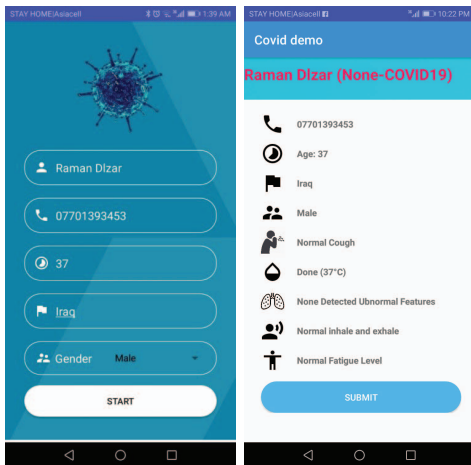 STAY HOME|Asiacell 1:39 AM
Raman Dlzar
07701393453
37
Iraq
Gender Male
START
STAY HOME|Asiacell 10:22 PM
Covid demo
Raman Dlzar (None-COVID19)
07701393453
Age: 37
Iraq
Male
Normal Cough
Done (37°C)
None Detected Ubnormal Features
Normal inhale and exhale
Normal Fatigue Level
SUBMIT